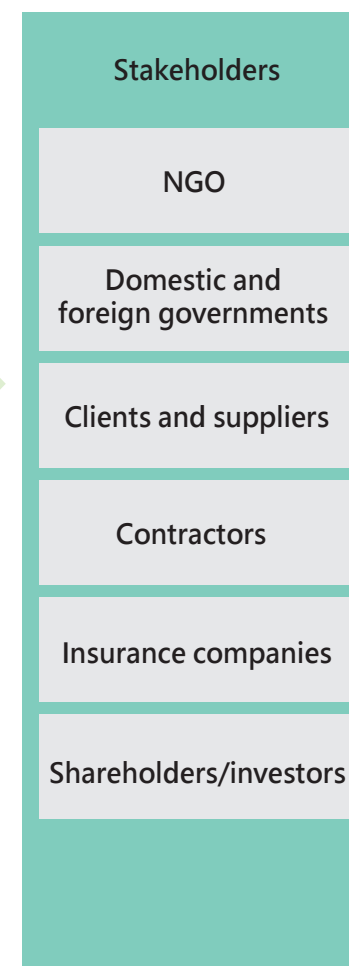 Stakeholders
NGO
Domestic and
foreign governments
Clients and suppliers
Contractors
Insurance companies
Shareholders/investors